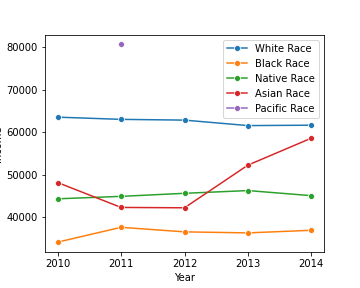 80000
70000
60000
50000
40000
2010
2011
2012
2013
2014
Year
White Race
Black Race
Native Race
Asian Race
Pacific Race